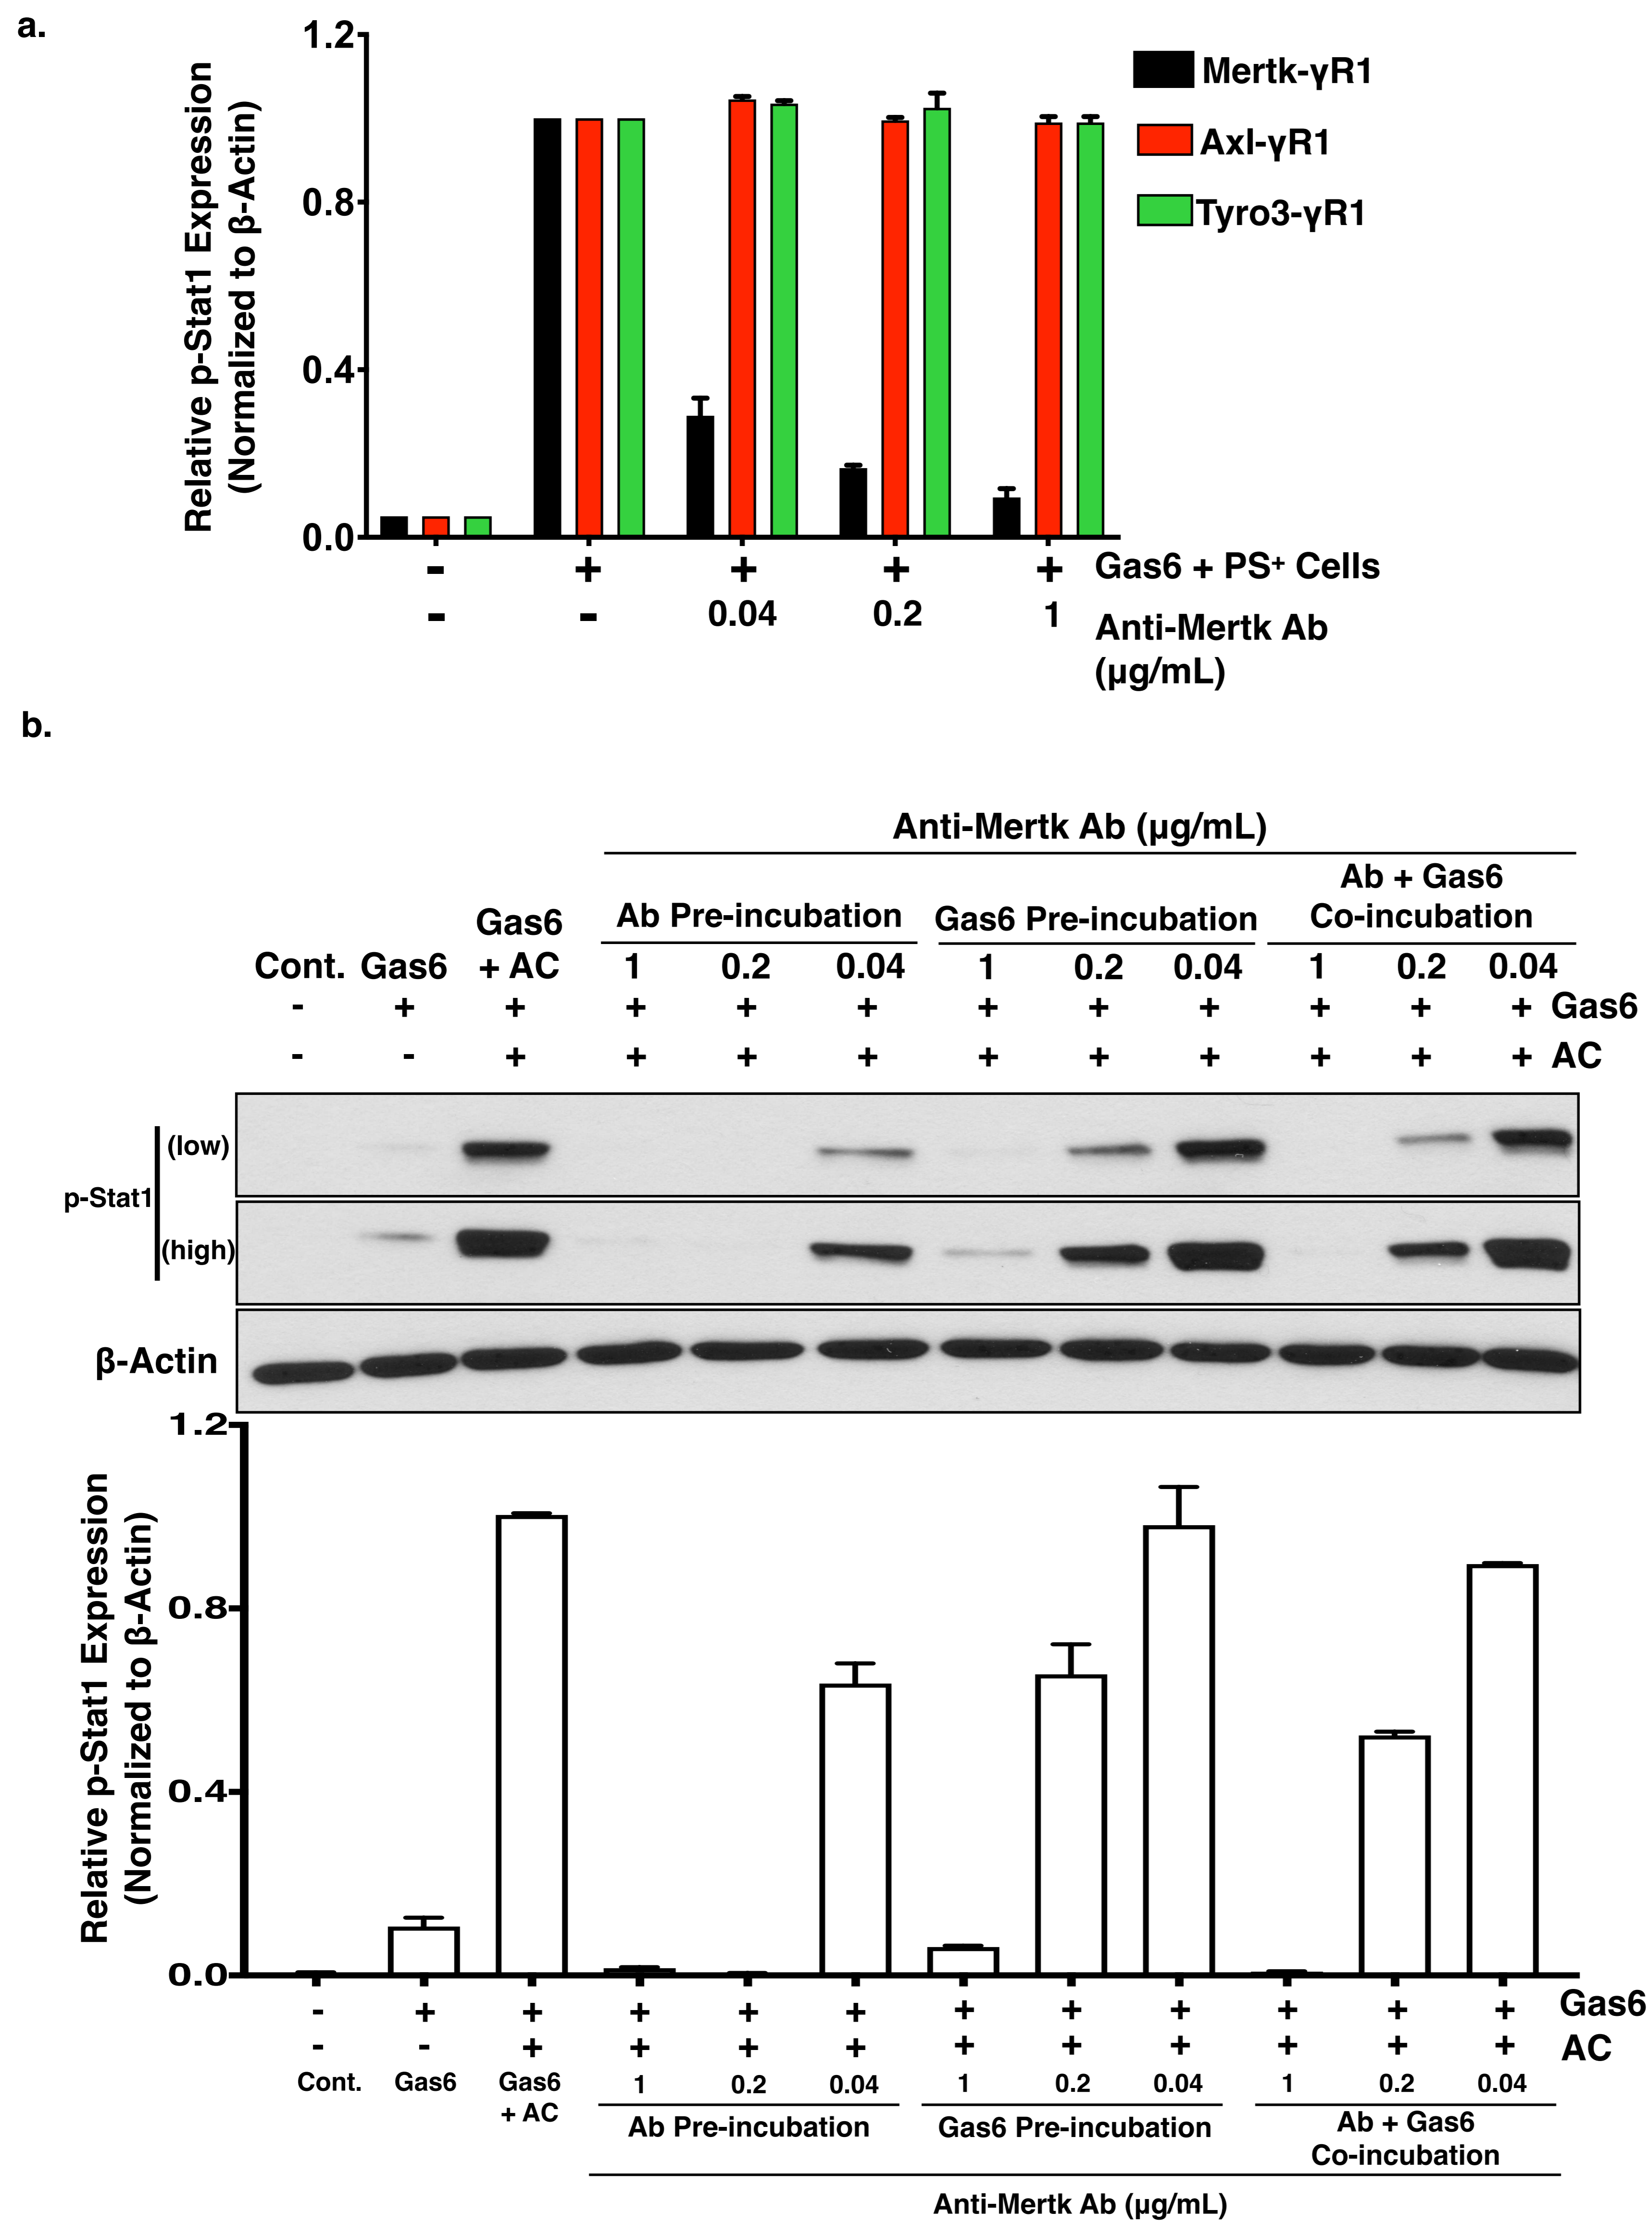 a.
Relative p-Stat1 Expression
(Normalized to β-Actin)
1.2
0.8
0.4
0.0
Mertk-γR1
Axl-γR1
Tyro3-γR1
- + + + + Gas6 + PS⁺ Cells
- - 0.04 0.2 1 Anti-Mertk Ab
(µg/mL)
b.
Anti-Mertk Ab (µg/mL)
Ab Pre-incubation Gas6 Pre-incubation Ab + Gas6
Co-incubation
Cont. Gas6 Gas6
+ AC
1 0.2 0.04 1 0.2 0.04 1 0.2 0.04
- + + + + + + + + + + + Gas6
- - + + + + + + + + + + AC
p-Stat1
(low)
(high)
β-Actin
Relative p-Stat1 Expression
(Normalized to β-Actin)
1.2
0.8
0.4
0.0
- + + + + + + + + + + + Gas6
- - + + + + + + + + + + AC
Cont. Gas6 Gas6
+ AC
1 0.2 0.04 1 0.2 0.04 1 0.2 0.04
Ab Pre-incubation Gas6 Pre-incubation Ab + Gas6
Co-incubation
Anti-Mertk Ab (µg/mL)